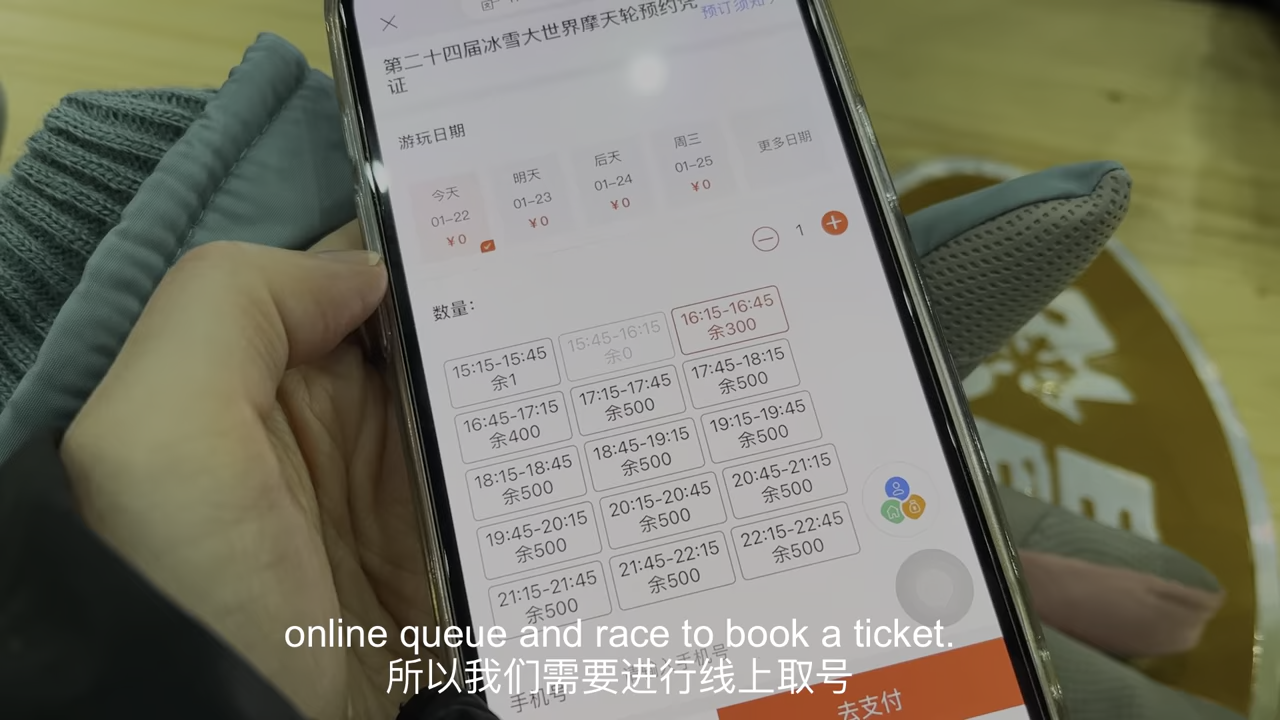 第二十四届冰雪大世界摩天轮预约凭
证
预订须知
游玩日期
今天
01-22
￥0
明天
01-23
￥0
后天
01-24
￥0
周三
01-25
￥0
更多日期
1
数量：
15:15-15:45
余1
15:45-16:15
余0
16:15-16:45
余300
16:45-17:15
余400
17:15-17:45
余500
17:45-18:15
余500
18:15-18:45
余500
18:45-19:15
余500
19:15-19:45
余500
19:45-20:15
余500
20:15-20:45
余500
20:45-21:15
余500
21:15-21:45
余500
21:45-22:15
余500
22:15-22:45
余500
手机号
手机号
去支付
online queue and race to book a ticket.
所以我们需要进行线上取号